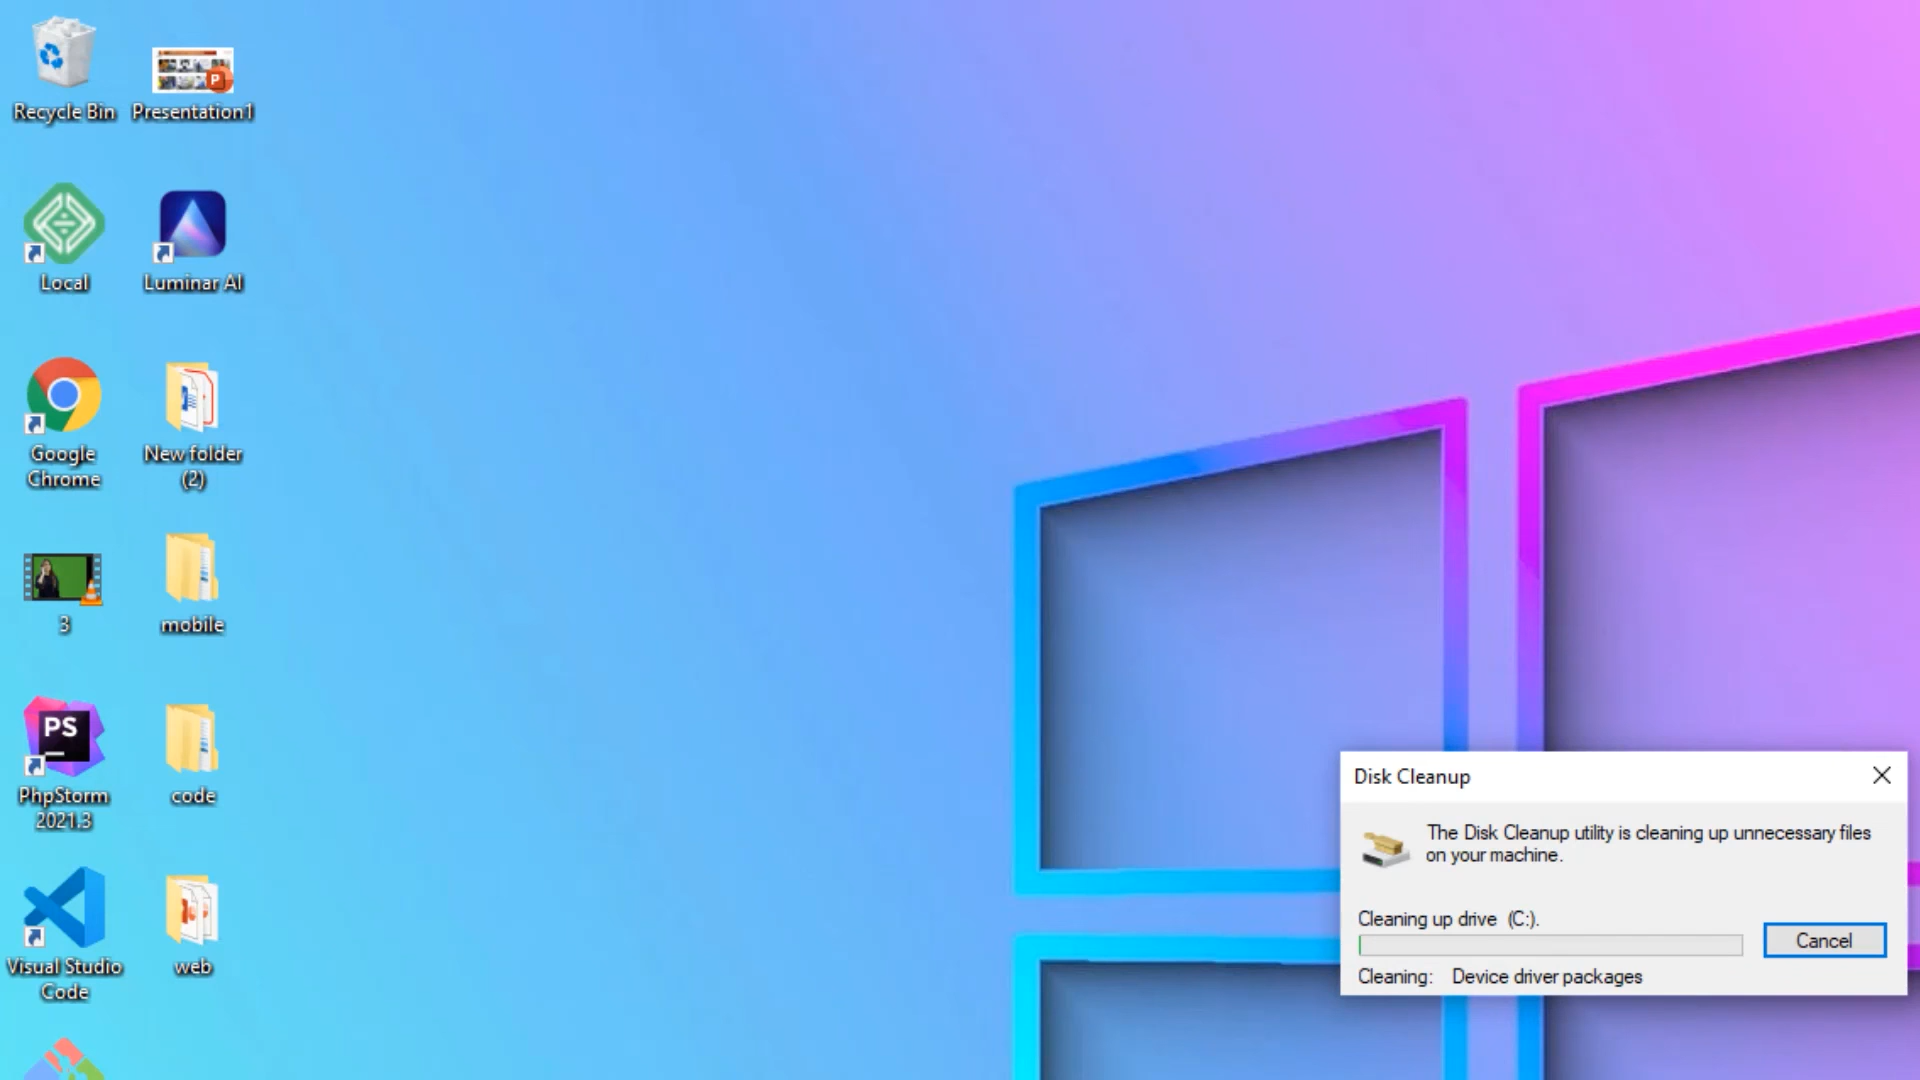 Recycle Bin
Presentation1
P
Local
Luminar AI
Google
Chrome
New folder
(2)
3
mobile
PS
PhpStorm
2021.3
code
Visual Studio
Code
web
Disk Cleanup
The Disk Cleanup utility is cleaning up unnecessary files
on your machine.
Cleaning up drive (C:).
Cancel
Cleaning: Device driver packages